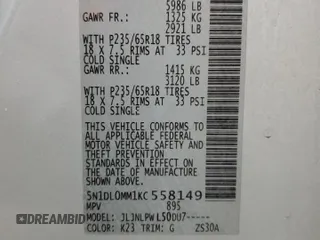 5986 LB
GAWR FR.: 1325 KG
2921 LB
WITH P235/65R18 TIRES
18 X 7.5 RIMS AT 33 PSI
COLD SINGLE
GAWR RR.: 1415 KG
3120 LB
WITH P235/65R18 TIRES
18 X 7.5 RIMS AT 33 PSI
COLD SINGLE
THIS VEHICLE CONFORMS TO
ALL APPLICABLE FEDERAL
MOTOR VEHICLE SAFETY
AND THEFT PREVENTION
STANDARDS IN EFFECT ON
THE DATE OF MANUFACTURE
SHOWN ABOVE.
5N1DL0MM1KC558149
MPV 895
MODEL: JL3NLPW L50DU7-----
COLOR: K23 TRIM: G ZS30A